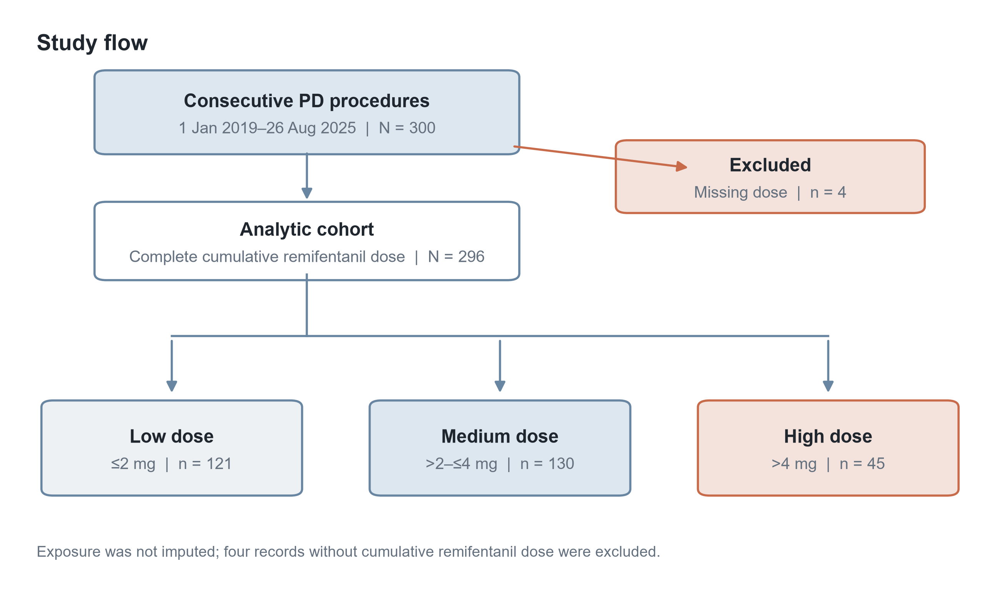 Study flow
Consecutive PD procedures
1 Jan 2019–26 Aug 2025 | N = 300
Excluded
Missing dose | n = 4
Analytic cohort
Complete cumulative remifentanil dose | N = 296
Low dose
≤2 mg | n = 121
Medium dose
>2–≤4 mg | n = 130
High dose
>4 mg | n = 45
Exposure was not imputed; four records without cumulative remifentanil dose were excluded.